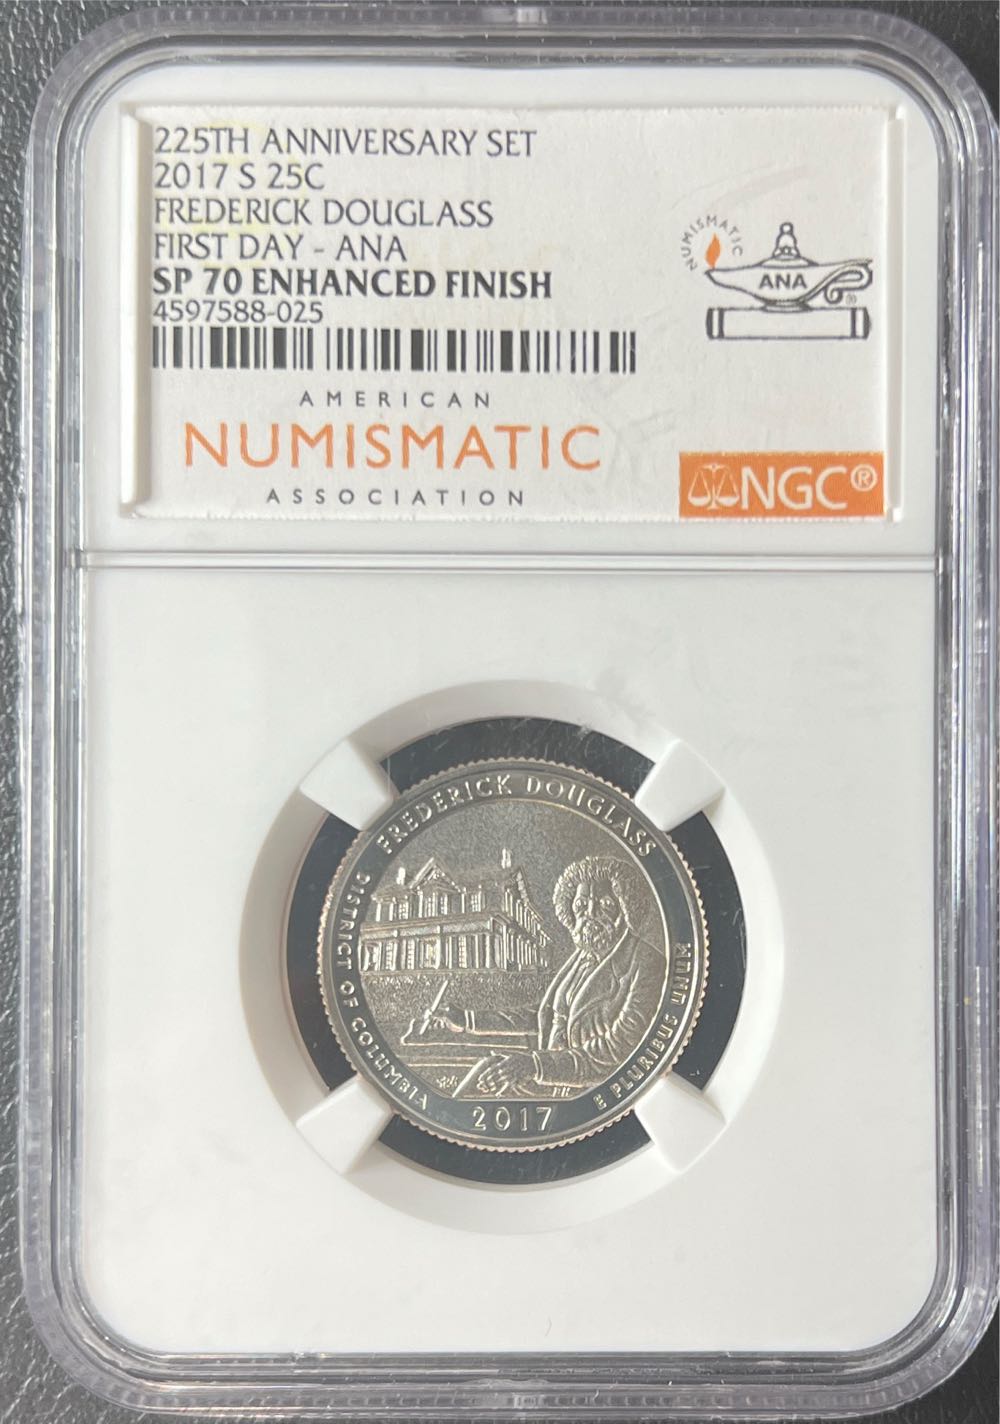 225TH ANNIVERSARY SET
2017 S 25C
FREDERICK DOUGLASS
FIRST DAY - ANA
SP 70 ENHANCED FINISH
4597588-025
NUMISMATIC
ANA
®
AMERICAN
NUMISMATIC
ASSOCIATION
NGC®
FREDERICK DOUGLASS
DISTRICT OF COLUMBIA
2017
E PLURIBUS UNUM